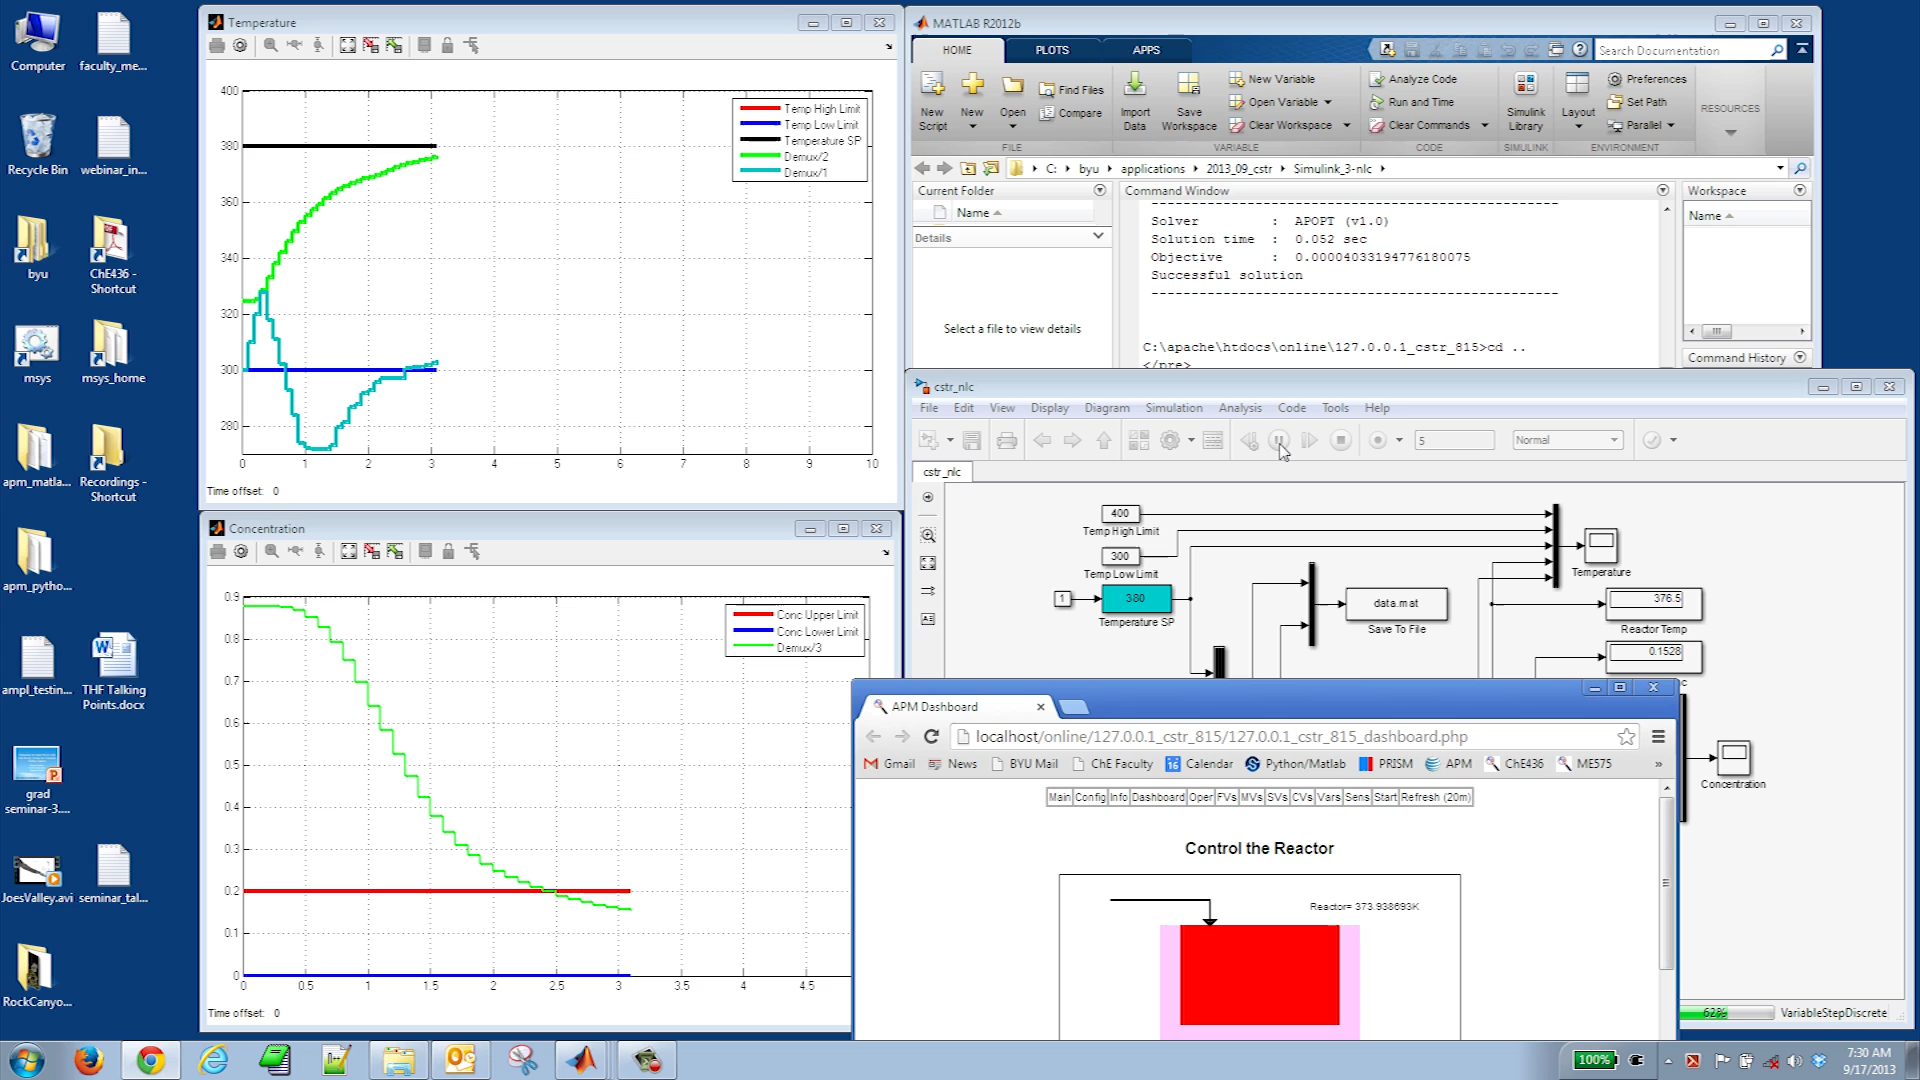 Computer
faculty_me...
Recycle Bin
webinar_in...
byu
ChE436 -
Shortcut
msys
msys_home
apm_matla...
Recordings -
Shortcut
apm_pytho...
ampl_testin...
THF Talking
Points.docx
grad
seminar-3....
JoesValley.avi
seminar_tal...
RockCanyo...
Temperature
400
380
360
340
320
300
280
0 1 2 3 4 5 6 7 8 9 10
Temp High Limit
Temp Low Limit
Temperature SP
Demux/2
Demux/1
Time offset: 0
Concentration
0.9
0.8
0.7
0.6
0.5
0.4
0.3
0.2
0.1
0
0 0.5 1 1.5 2 2.5 3 3.5 4 4.5
Conc Upper Limit
Conc Lower Limit
Demux/3
Time offset: 0
MATLAB R2012b
HOME PLOTS APPS
Search Documentation
New Script
New
Open
Find Files
Compare
Import Data
Save Workspace
New Variable
Open Variable
Clear Workspace
Analyze Code
Run and Time
Clear Commands
Simulink Library
Layout
Preferences
Set Path
Parallel
RESOURCES
FILE VARIABLE CODE SIMULINK ENVIRONMENT
C: byu applications 2013_09_cstr Simulink_3-nlc
Current Folder
Name
Details
Select a file to view details
Command Window
---------------------------------------------------
Solver : APOPT (v1.0)
Solution time : 0.052 sec
Objective : 0.00004033194776180075
Successful solution
---------------------------------------------------
C:\apache\htdocs\online\127.0.0.1_cstr_815>cd ..
</pre>
Workspace
Name
Command History
cstr_nlc
File Edit View Display Diagram Simulation Analysis Code Tools Help
5
Normal
cstr_nlc
400
Temp High Limit
300
Temp Low Limit
1
380
Temperature SP
data.mat
Save To File
Temperature
376.5
Reactor Temp
0.1528
Concentration
62%
VariableStepDiscrete
APM Dashboard
localhost/online/127.0.0.1_cstr_815/127.0.0.1_cstr_815_dashboard.php
Gmail News BYU Mail ChE Faculty Calendar Python/Matlab PRISM APM ChE436 ME575 »
Main Config Info Dashboard Oper FVs MVs SVs CVs Vars Sens Start Refresh (20m)
Control the Reactor
Reactor= 373.938693K
100%
7:30 AM
9/17/2013